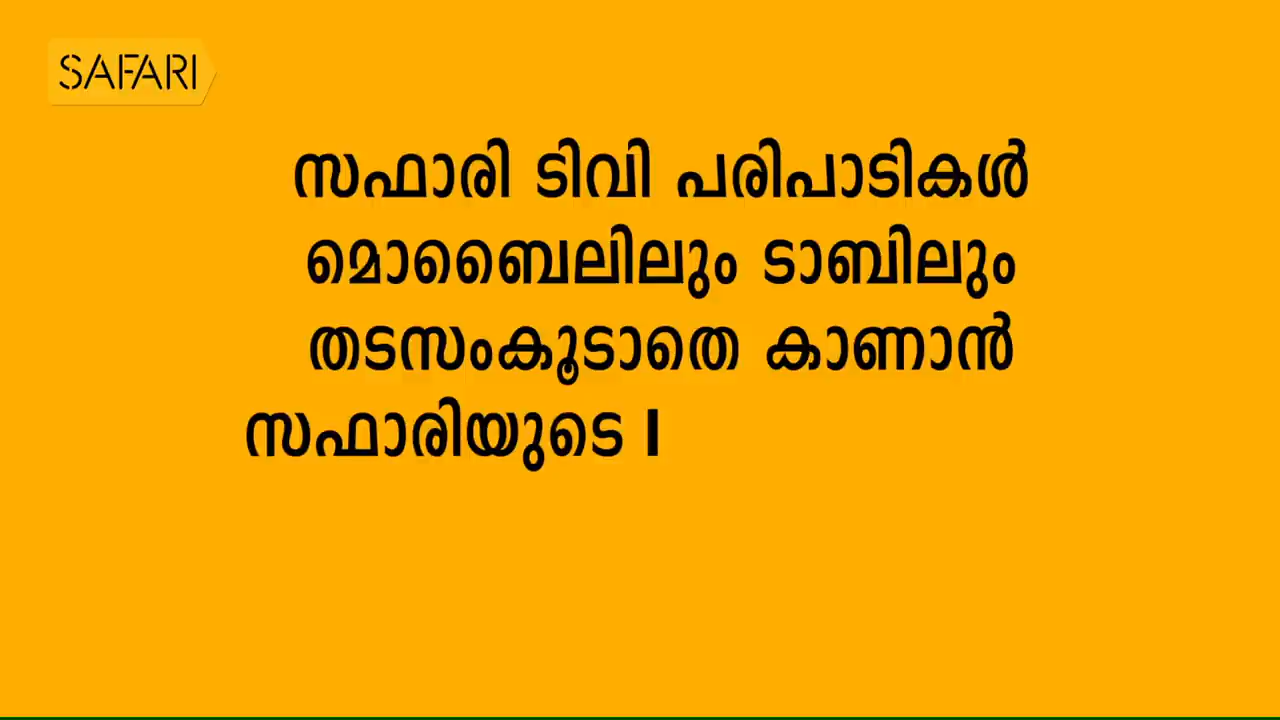 SAFARI
സഫാരി ടിവി പരിപാടികൾ
മൊബൈലിലും ടാബിലും
തടസംകൂടാതെ കാണാൻ
സഫാരിയുടെ I